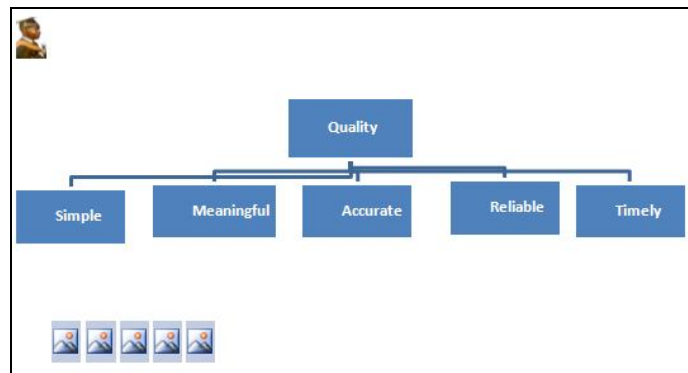 Quality
Simple
Meaningful
Accurate
Reliable
Timely